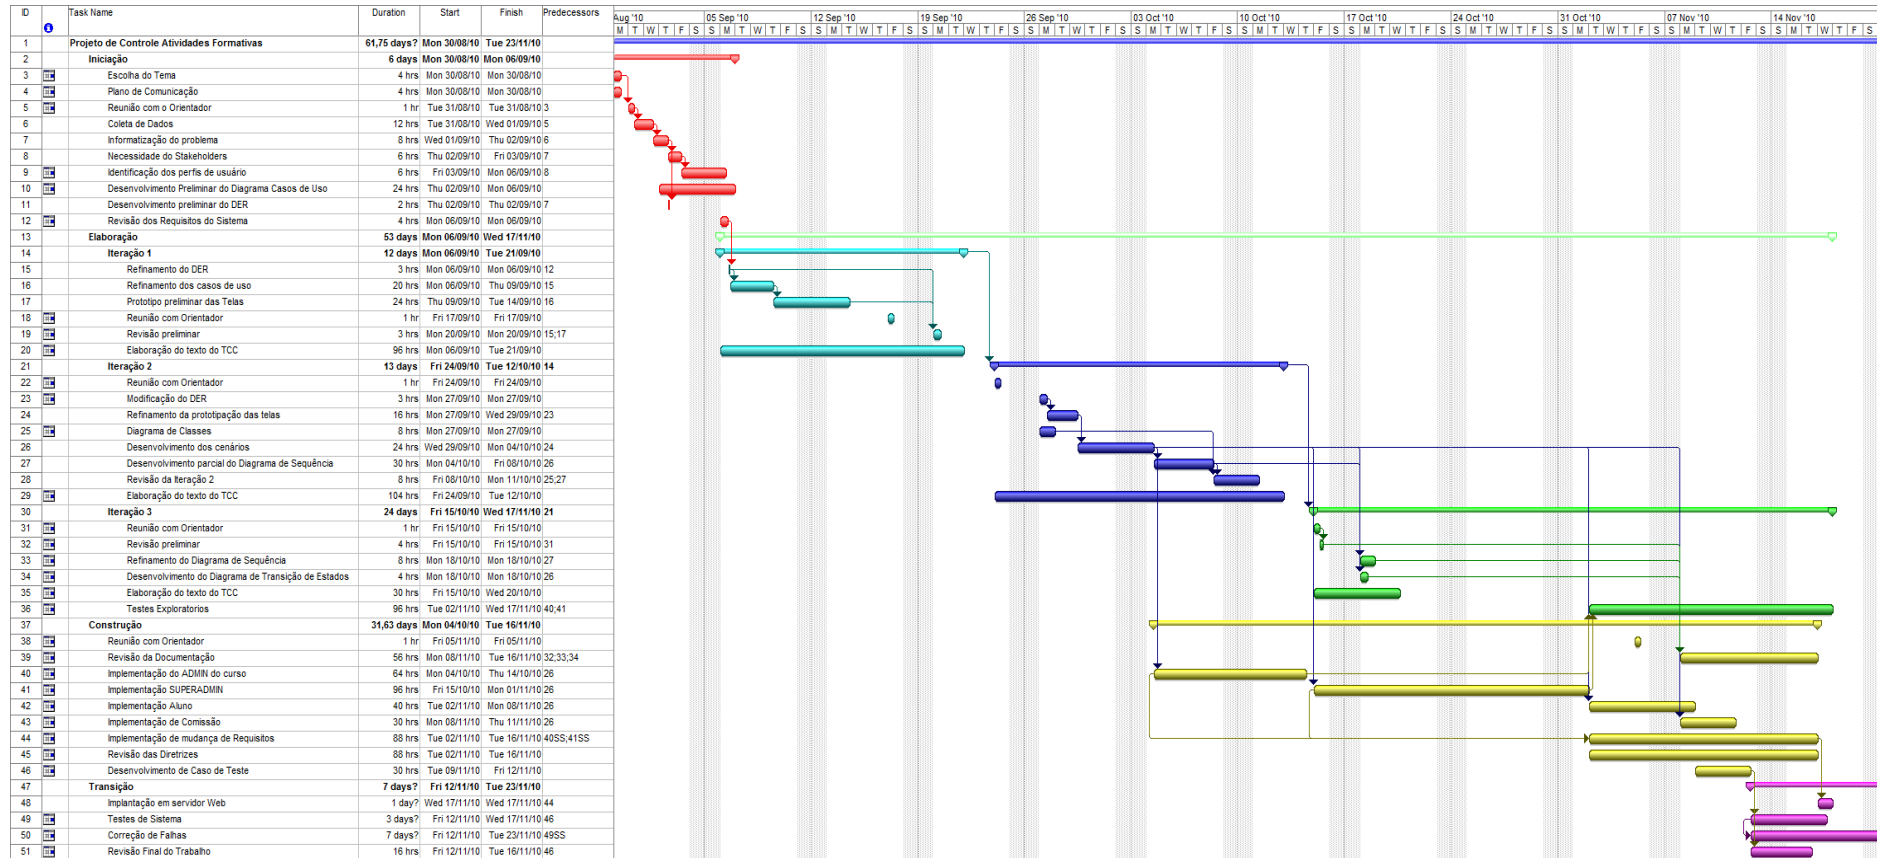 ID Task Name Duration Start Finish Predecessors
Aug '10 05 Sep '10 12 Sep '10 19 Sep '10 26 Sep '10 03 Oct '10 10 Oct '10 17 Oct '10 24 Oct '10 31 Oct '10 07 Nov '10 14 Nov '10
M T W T F S S M T W T F S S M T W T F S S M T W T F S S M T W T F S S M T W T F S S M T W T F S S M T W T F S S M T W T F S S M T W T F S S M T W T F S S M T W T F S
1 Projeto de Controle Atividades Formativas 61,75 days? Mon 30/08/10 Tue 23/11/10
2 Iniciação 6 days Mon 30/08/10 Mon 06/09/10
3 Escolha do Tema 4 hrs Mon 30/08/10 Mon 30/08/10
4 Plano de Comunicação 4 hrs Mon 30/08/10 Mon 30/08/10
5 Reunião com o Orientador 1 hr Tue 31/08/10 Tue 31/08/10 3
6 Coleta de Dados 12 hrs Tue 31/08/10 Wed 01/09/10 5
7 Informatização do problema 8 hrs Wed 01/09/10 Thu 02/09/10 6
8 Necessidade do Stakeholders 6 hrs Thu 02/09/10 Fri 03/09/10 7
9 Identificação dos perfis de usuário 6 hrs Fri 03/09/10 Mon 06/09/10 8
10 Desenvolvimento Preliminar do Diagrama Casos de Uso 24 hrs Thu 02/09/10 Mon 06/09/10
11 Desenvolvimento preliminar do DER 2 hrs Thu 02/09/10 Thu 02/09/10 7
12 Revisão dos Requisitos do Sistema 4 hrs Mon 06/09/10 Mon 06/09/10
13 Elaboração 53 days Mon 06/09/10 Wed 17/11/10
14 Iteração 1 12 days Mon 06/09/10 Tue 21/09/10
15 Refinamento do DER 3 hrs Mon 06/09/10 Mon 06/09/10 12
16 Refinamento dos casos de uso 20 hrs Mon 06/09/10 Thu 09/09/10 15
17 Prototipo preliminar das Telas 24 hrs Thu 09/09/10 Tue 14/09/10 16
18 Reunião com Orientador 1 hr Fri 17/09/10 Fri 17/09/10
19 Revisão preliminar 3 hrs Mon 20/09/10 Mon 20/09/10 15;17
20 Elaboração do texto do TCC 96 hrs Mon 06/09/10 Tue 21/09/10
21 Iteração 2 13 days Fri 24/09/10 Tue 12/10/10 14
22 Reunião com Orientador 1 hr Fri 24/09/10 Fri 24/09/10
23 Modificação do DER 3 hrs Mon 27/09/10 Mon 27/09/10
24 Refinamento da prototipação das telas 16 hrs Mon 27/09/10 Wed 29/09/10 23
25 Diagrama de Classes 8 hrs Mon 27/09/10 Mon 27/09/10
26 Desenvolvimento dos cenários 24 hrs Wed 29/09/10 Mon 04/10/10 24
27 Desenvolvimento parcial do Diagrama de Sequência 30 hrs Mon 04/10/10 Fri 08/10/10 26
28 Revisão da Iteração 2 8 hrs Fri 08/10/10 Mon 11/10/10 25;27
29 Elaboração do texto do TCC 104 hrs Fri 24/09/10 Tue 12/10/10
30 Iteração 3 24 days Fri 15/10/10 Wed 17/11/10 21
31 Reunião com Orientador 1 hr Fri 15/10/10 Fri 15/10/10
32 Revisão preliminar 4 hrs Fri 15/10/10 Fri 15/10/10 31
33 Refinamento do Diagrama de Sequência 8 hrs Mon 18/10/10 Mon 18/10/10 27
34 Desenvolvimento do Diagrama de Transição de Estados 4 hrs Mon 18/10/10 Mon 18/10/10 26
35 Elaboração do texto do TCC 30 hrs Fri 15/10/10 Wed 20/10/10
36 Testes Exploratorios 96 hrs Tue 02/11/10 Wed 17/11/10 40;41
37 Construção 31,63 days Mon 04/10/10 Tue 16/11/10
38 Reunião com Orientador 1 hr Fri 05/11/10 Fri 05/11/10
39 Revisão da Documentação 56 hrs Mon 08/11/10 Tue 16/11/10 32;33;34
40 Implementação do ADMIN do curso 64 hrs Mon 04/10/10 Thu 14/10/10 26
41 Implementação SUPERADMIN 96 hrs Fri 15/10/10 Mon 01/11/10 26
42 Implementação Aluno 40 hrs Tue 02/11/10 Mon 08/11/10 26
43 Implementação de Comissão 30 hrs Mon 08/11/10 Thu 11/11/10 26
44 Implementação de mudança de Requisitos 88 hrs Tue 02/11/10 Tue 16/11/10 40SS;41SS
45 Revisão das Diretrizes 88 hrs Tue 02/11/10 Tue 16/11/10
46 Desenvolvimento de Caso de Teste 30 hrs Tue 09/11/10 Fri 12/11/10
47 Transição 7 days? Fri 12/11/10 Tue 23/11/10
48 Implantação em servidor Web 1 day? Wed 17/11/10 Wed 17/11/10 44
49 Testes de Sistema 3 days? Fri 12/11/10 Wed 17/11/10 46
50 Correção de Falhas 7 days? Fri 12/11/10 Tue 23/11/10 49SS
51 Revisão Final do Trabalho 16 hrs Fri 12/11/10 Tue 16/11/10 46